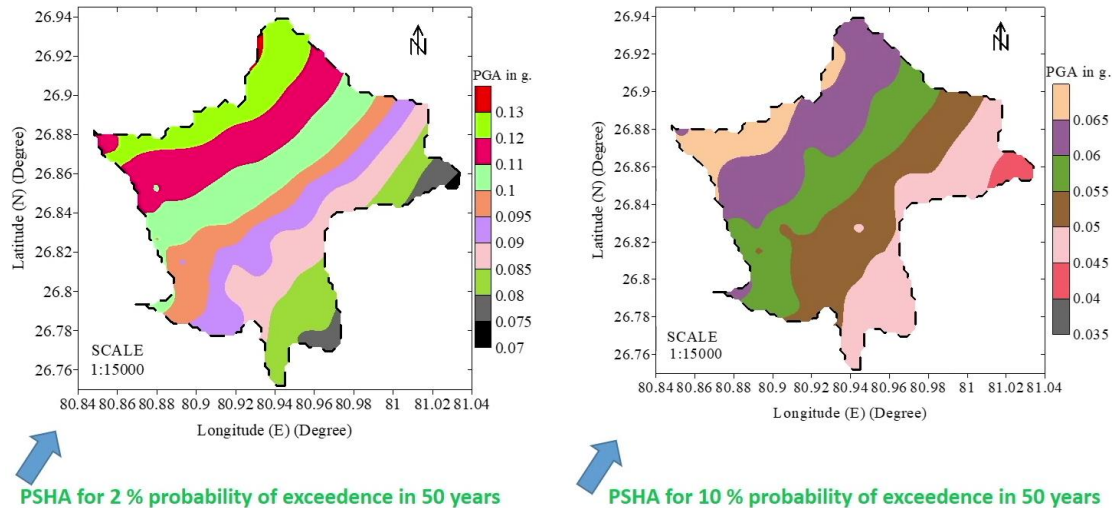 26.94
26.92
26.9
26.88
26.86
26.84
26.82
26.8
26.78
26.76
Latitude (N) (Degree)
N
PGA in g.
0.13
0.12
0.11
0.1
0.095
0.09
0.085
0.08
0.075
0.07
SCALE
1:15000
80.84 80.86 80.88 80.9 80.92 80.94 80.96 80.98 81 81.02 81.04
Longitude (E) (Degree)
PSHA for 2 % probability of exceedence in 50 years
26.94
26.92
26.9
26.88
26.86
26.84
26.82
26.8
26.78
26.76
Latitude (N) (Degree)
N
PGA in g.
0.065
0.06
0.055
0.05
0.045
0.04
0.035
SCALE
1:15000
80.84 80.86 80.88 80.9 80.92 80.94 80.96 80.98 81 81.02 81.04
Longitude (E) (Degree)
PSHA for 10 % probability of exceedence in 50 years